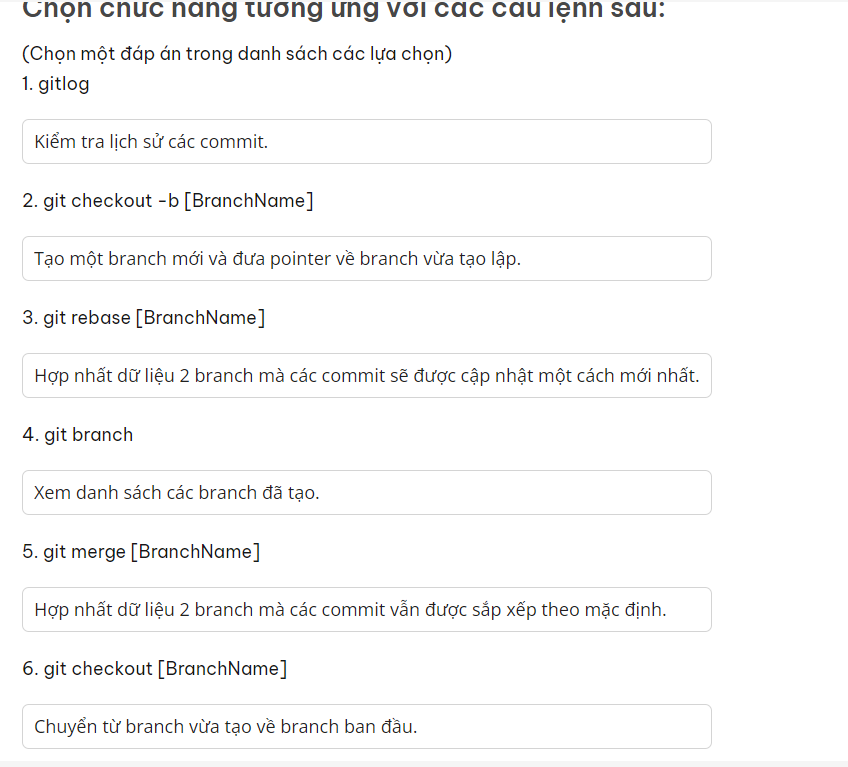 Chọn chức năng tương ứng với các câu lệnh sau:
(Chọn một đáp án trong danh sách các lựa chọn)
1. gitlog
Kiểm tra lịch sử các commit.
2. git checkout -b [BranchName]
Tạo một branch mới và đưa pointer về branch vừa tạo lập.
3. git rebase [BranchName]
Hợp nhất dữ liệu 2 branch mà các commit sẽ được cập nhật một cách mới nhất.
4. git branch
Xem danh sách các branch đã tạo.
5. git merge [BranchName]
Hợp nhất dữ liệu 2 branch mà các commit vẫn được sắp xếp theo mặc định.
6. git checkout [BranchName]
Chuyển từ branch vừa tạo về branch ban đầu.